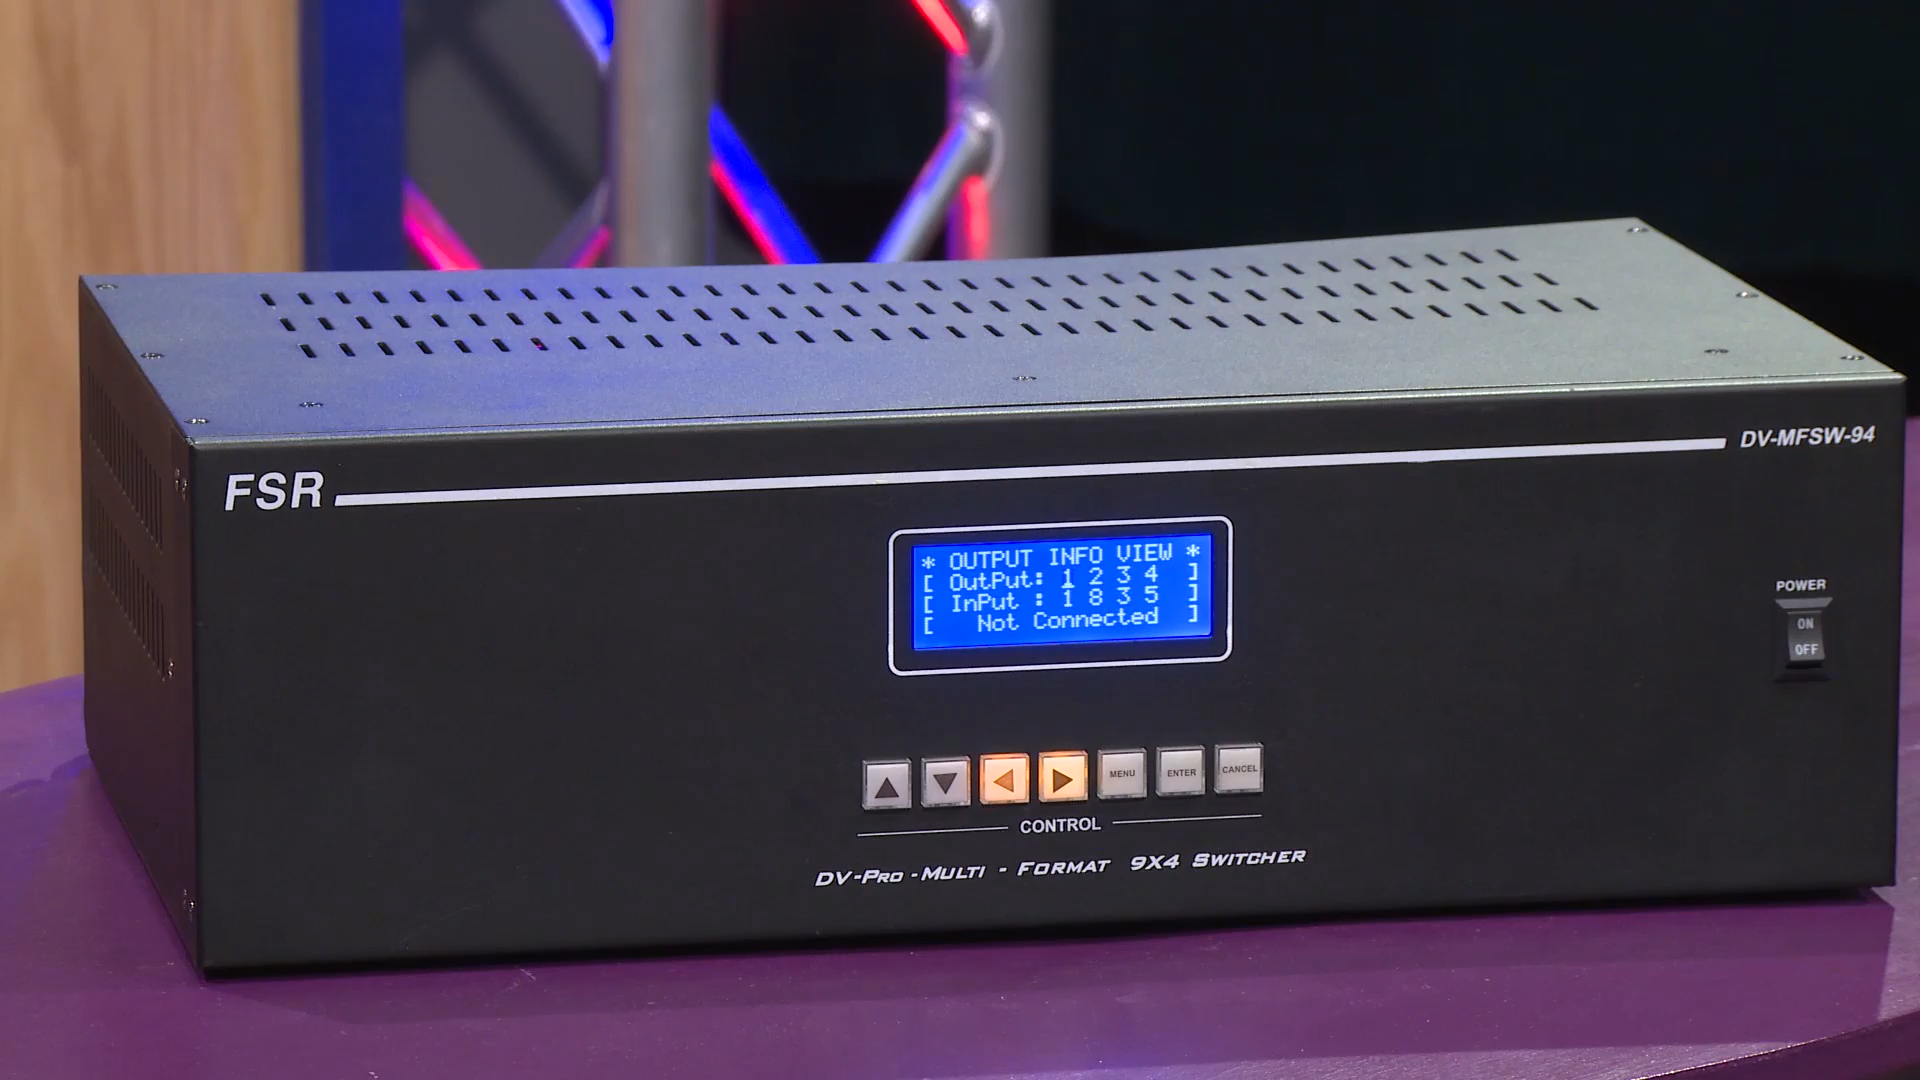 FSR
DV-MFSW-94
* OUTPUT INFO VIEW *
[ OutPut: 1 2 3 4 ]
[ InPut : 1 8 3 5 ]
[ Not Connected ]
POWER
ON
OFF
MENU ENTER CANCEL
CONTROL
DV-Pro - Multi - Format 9X4 Switcher